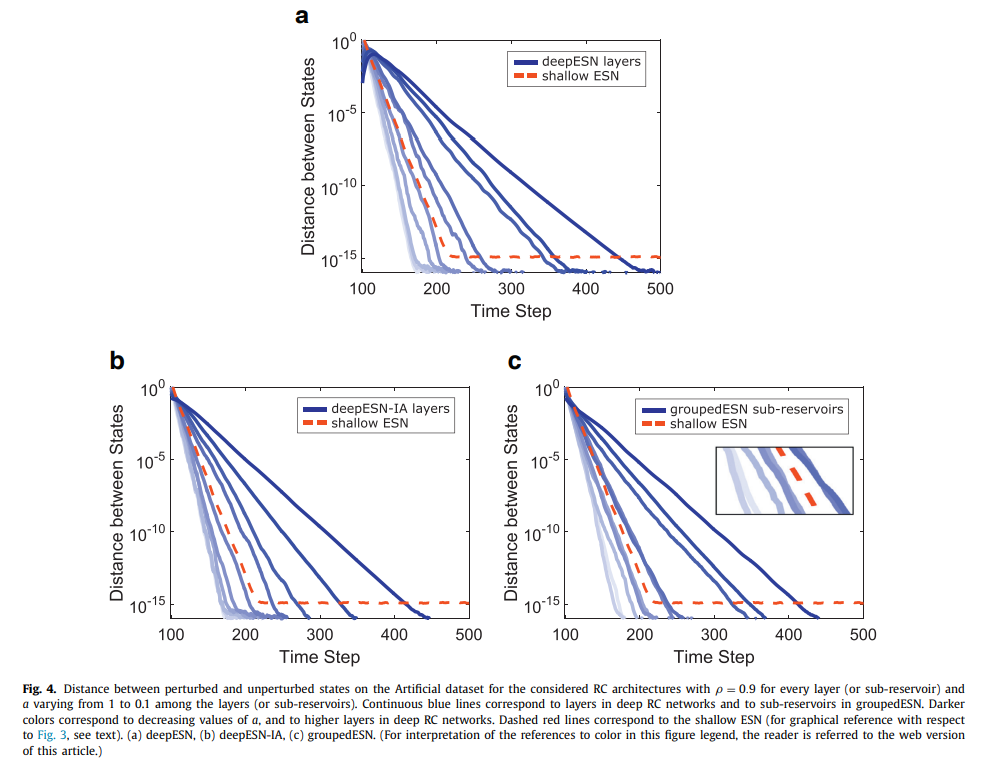 a
10^0
10^-5
10^-10
10^-15
Distance between States
deepESN layers
shallow ESN
100 200 300 400 500
Time Step
b
10^0
10^-5
10^-10
10^-15
Distance between States
deepESN-IA layers
shallow ESN
100 200 300 400 500
Time Step
c
10^0
10^-5
10^-10
10^-15
Distance between States
groupedESN sub-reservoirs
shallow ESN
100 200 300 400 500
Time Step
Fig. 4. Distance between perturbed and unperturbed states on the Artificial dataset for the considered RC architectures with ρ = 0.9 for every layer (or sub-reservoir) and
a varying from 1 to 0.1 among the layers (or sub-reservoirs). Continuous blue lines correspond to layers in deep RC networks and to sub-reservoirs in groupedESN. Darker
colors correspond to decreasing values of a, and to higher layers in deep RC networks. Dashed red lines correspond to the shallow ESN (for graphical reference with respect
to Fig. 3, see text). (a) deepESN, (b) deepESN-IA, (c) groupedESN. (For interpretation of the references to color in this figure legend, the reader is referred to the web version
of this article.)